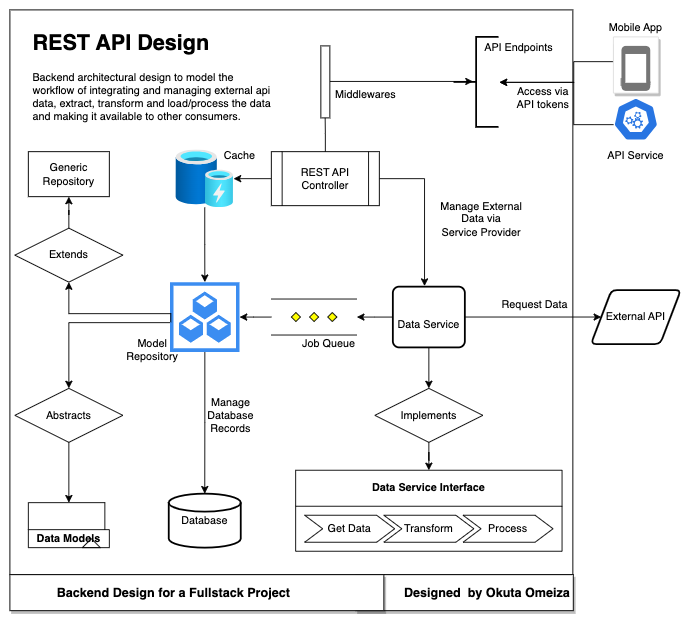 REST API Design
Backend architectural design to model the
workflow of integrating and managing external api
data, extract, transform and load/process the data
and making it available to other consumers.
Middlewares
API Endpoints
Access via
API tokens
Mobile App
API Service
Generic
Repository
Cache
REST API
Controller
Manage External
Data via
Service Provider
Extends
Model
Repository
Job Queue
Data Service
Request Data
External API
Abstracts
Manage
Database
Records
Implements
Data Models
Database
Data Service Interface
Get Data
Transform
Process
Backend Design for a Fullstack Project
Designed by Okuta Omeiza